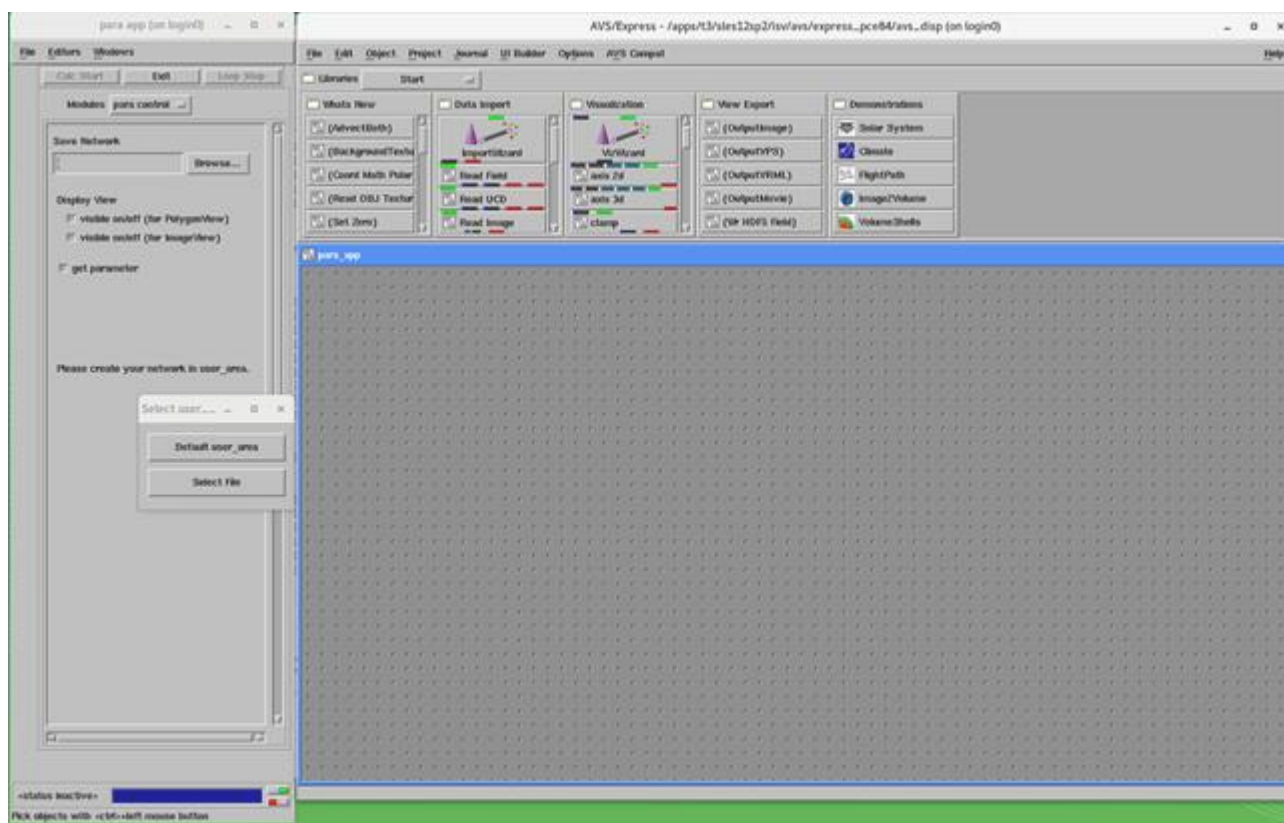 para app (on login0)
File Editors Windows
Calc Start Exit Loop Stop
Modules para control
Save Network
Browse...
Display View
visible on/off (for PolygonView)
visible on/off (for ImageView)
get parameter
Please create your network in user_area.
Select user...
Default user_area
Select File
<status inactive>
Pick objects with <ctrl>+left mouse button
AVS/Express - /apps/t3/sles12sp2/isv/avs/express_pce84/avs_disp (on login0)
File Edit Object Project Journal UI Builder Options AVS Compat Help
Libraries Start
Whats New Data Import Visualization View Export Demonstrations
(AdvectBoth) (OutputImage) Solar System
(BackgroundTextu ImportWizard VizWizard (OutputVPS) Climate
(Coord Math Polar Read Field axis 2d (OutputVRML) FlightPath
(Read OBJ Textur Read UCD axis 3d (OutputMovie) Image2Volume
(Set Zero) Read Image clamp (Wr HDF5 Field) VolumeShells
para_app